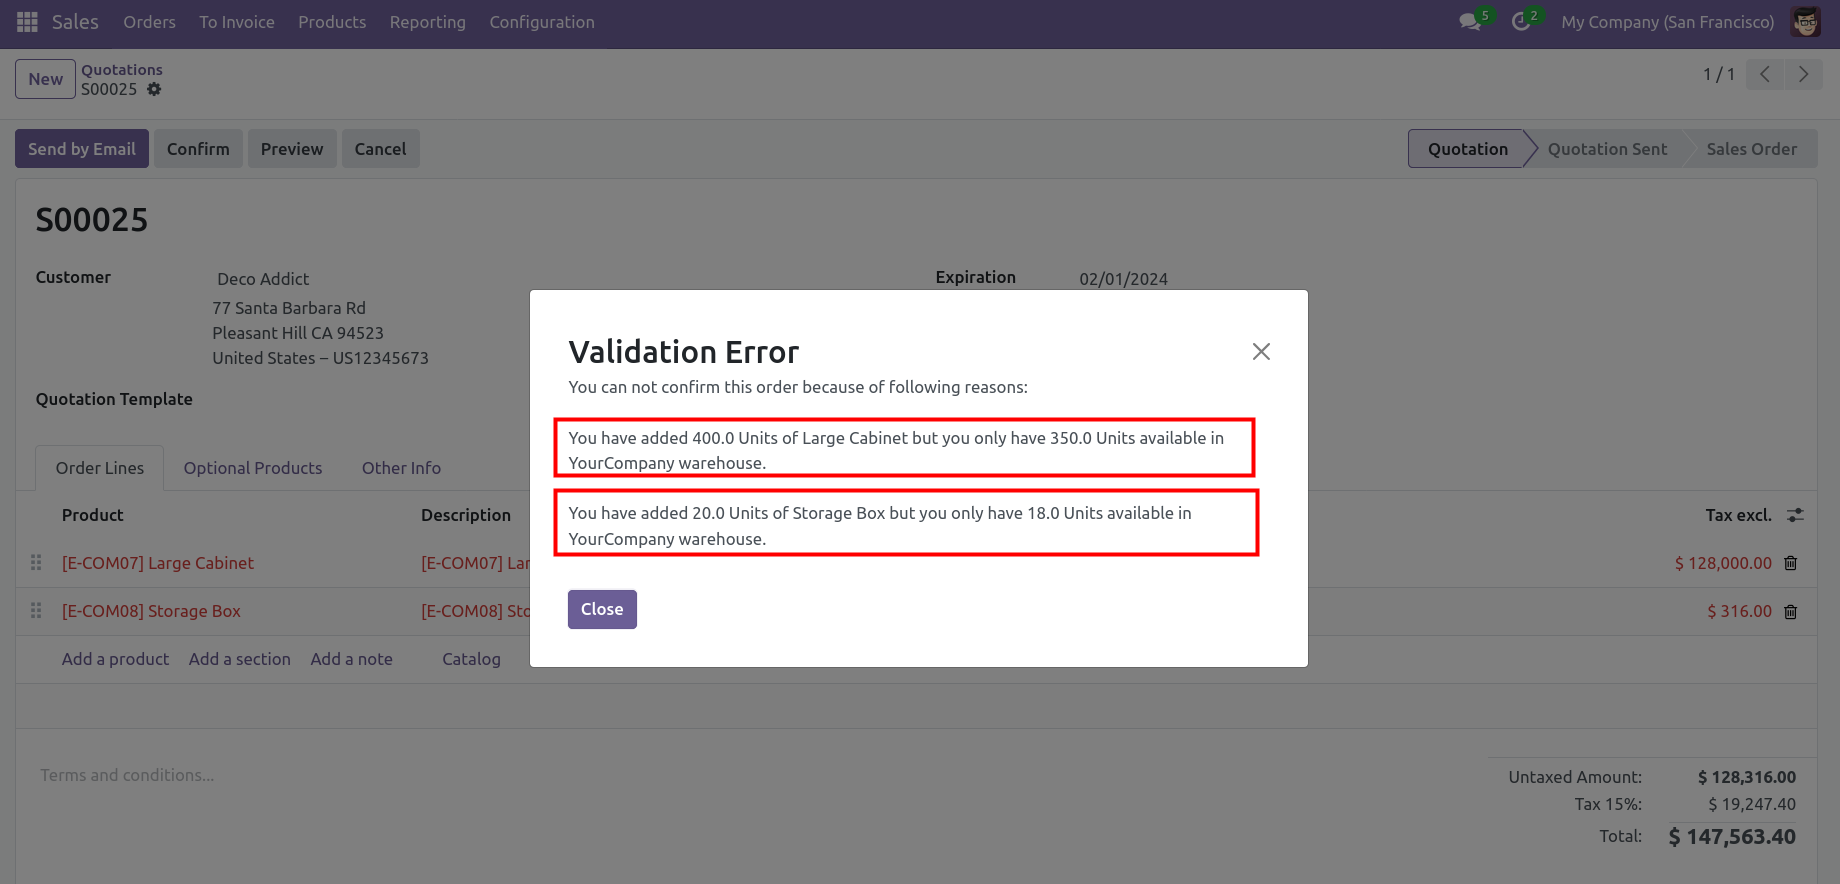 Sales Orders To Invoice Products Reporting Configuration 5 2 My Company (San Francisco)
New Quotations 1 / 1
S00025
Send by Email Confirm Preview Cancel Quotation Quotation Sent Sales Order
S00025
Customer Deco Addict Expiration 02/01/2024
77 Santa Barbara Rd
Pleasant Hill CA 94523
United States – US12345673
Quotation Template
Validation Error
You can not confirm this order because of following reasons:
You have added 400.0 Units of Large Cabinet but you only have 350.0 Units available in
YourCompany warehouse.
You have added 20.0 Units of Storage Box but you only have 18.0 Units available in
YourCompany warehouse.
Close
Order Lines Optional Products Other Info
Product Description Tax excl.
[E-COM07] Large Cabinet [E-COM07] Lar $ 128,000.00
[E-COM08] Storage Box [E-COM08] Sto $ 316.00
Add a product Add a section Add a note Catalog
Terms and conditions...
Untaxed Amount: $ 128,316.00
Tax 15%: $ 19,247.40
Total: $ 147,563.40